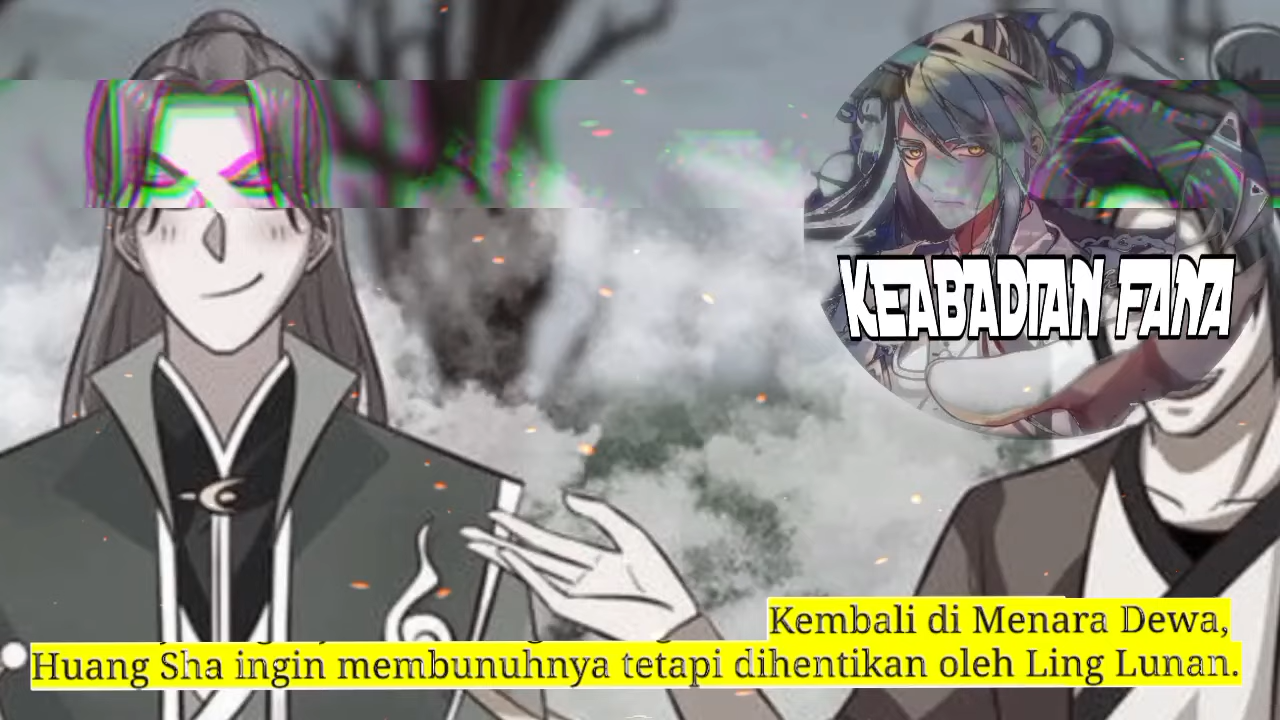 KEABADIAN FANA
Kembali di Menara Dewa,
Huang Sha ingin membunuhnya tetapi dihentikan oleh Ling Lunan.